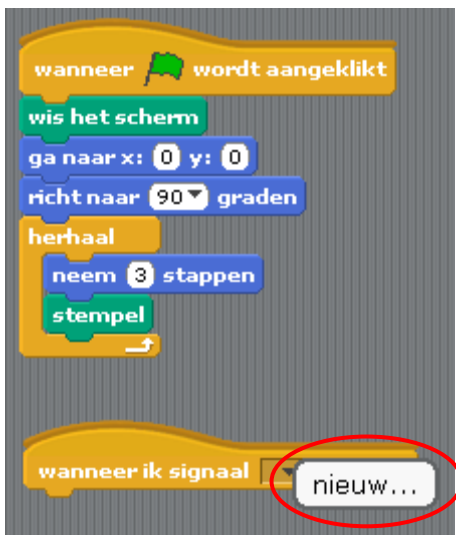 wanneer wordt aangeklikt
wis het scherm
ga naar x: 0 y: 0
richt naar 90 graden
herhaal
neem 3 stappen
stempel
wanneer ik signaal
nieuw...